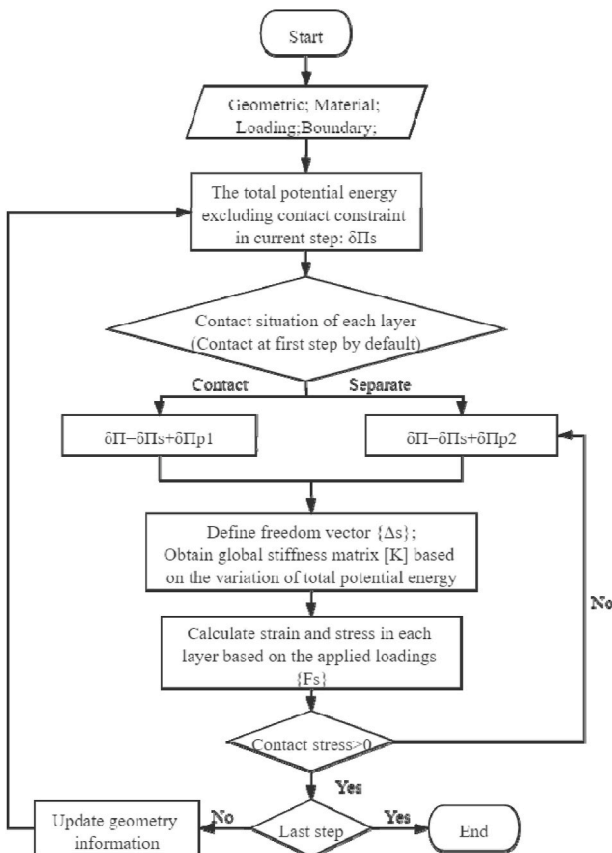 Start
Geometric; Material;
Loading;Boundary;
The total potential energy
excluding contact constraint
in current step: δΠs
Contact situation of each layer
(Contact at first step by default)
Contact
Separate
δΠ=δΠs+δΠp1
δΠ=δΠs+δΠp2
Define freedom vector {Δs};
Obtain global stiffness matrix [K] based
on the variation of total potential energy
No
Calculate strain and stress in each
layer based on the applied loadings
{Fs}
Contact stress>0
Yes
Update geometry
information
No
Last step
Yes
End